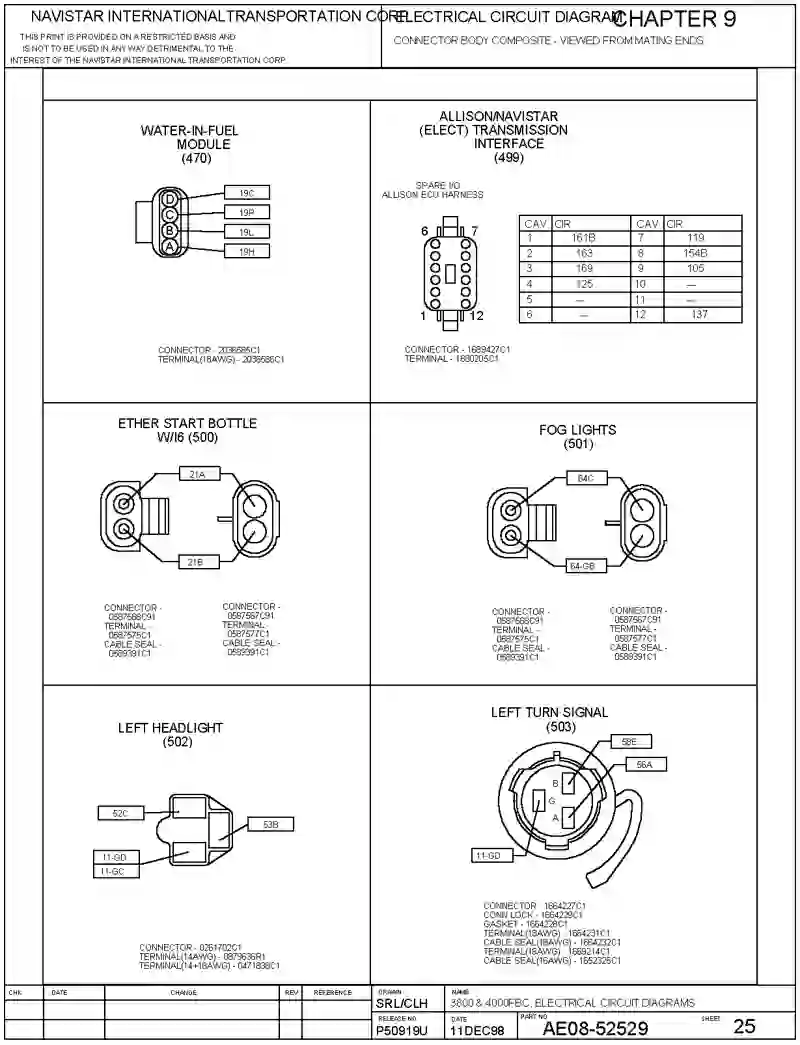 NAVISTAR INTERNATIONAL TRANSPORTATION CORP.
THIS PRINT IS PROVIDED ON A RESTRICTED BASIS AND
IS NOT TO BE USED IN ANY WAY DETRIMENTAL TO THE
INTEREST OF THE NAVISTAR INTERNATIONAL TRANSPORTATION CORP
ELECTRICAL CIRCUIT DIAGRAM
CHAPTER 9
CONNECTOR BODY COMPOSITE - VIEWED FROM MATING ENDS
WATER-IN-FUEL
MODULE
(470)
D
C
B
A
19C
19P
19L
19H
CONNECTOR - 2036585C1
TERMINAL(18AWG) - 2036586C1
ALLISON/NAVISTAR
(ELECT) TRANSMISSION
INTERFACE
(499)
SPARE I/O
ALLISON ECU HARNESS
6 7
1 12
CAV CIR CAV CIR
1 161B 7 119
2 163 8 154B
3 169 9 105
4 125 10 —
5 — 11 —
6 — 12 137
CONNECTOR - 1689427C1
TERMINAL - 1680205C1
ETHER START BOTTLE
W/I6 (500)
21A
21B
CONNECTOR -
0587568C91
TERMINAL -
0587575C1
CABLE SEAL -
0589391C1
CONNECTOR -
0587567C91
TERMINAL -
0587577C1
CABLE SEAL -
0589391C1
FOG LIGHTS
(501)
64C
64-GB
CONNECTOR -
0587568C91
TERMINAL -
0587575C1
CABLE SEAL -
0589391C1
CONNECTOR -
0587567C91
TERMINAL -
0587577C1
CABLE SEAL -
0589391C1
LEFT HEADLIGHT
(502)
52C
53B
11-GD
11-GC
CONNECTOR - 0261702C1
TERMINAL(14AWG) - 0879636R1
TERMINAL(14+18AWG) - 0471838C1
LEFT TURN SIGNAL
(503)
58E
56A
B
G
A
11-GD
CONNECTOR 1664227C1
CONN LOCK - 1664229C1
GASKET - 1664228C1
TERMINAL(18AWG) - 1664231C1
CABLE SEAL(18AWG) - 1664232C1
TERMINAL(16AWG) - 1669214C1
CABLE SEAL(16AWG) - 1652325C1
CHK DATE CHANGE REV REFERENCE
DRAWN
SRL/CLH
NAME
3800 & 4000FBC, ELECTRICAL CIRCUIT DIAGRAMS
RELEASE NO.
P50919U
DATE
11DEC98
PART NO.
AE08-52529
SHEET
25